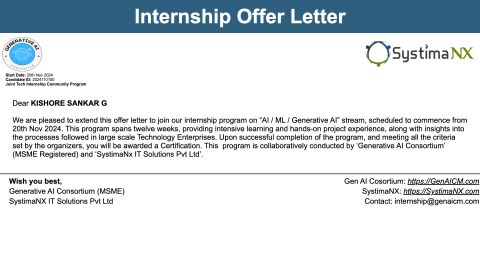 Internship Offer Letter
GENERATIVE AI
CONSORTIUM
SystimaNX
Start Date: 20th Nov 2024
Candidate ID: 2024110150
Joint Tech Internship Community Program
Dear KISHORE SANKAR G
We are pleased to extend this offer letter to join our internship program on “AI / ML / Generative AI” stream, scheduled to commence from
20th Nov 2024. This program spans twelve weeks, providing intensive learning and hands-on project experience, along with insights into
the processes followed in large scale Technology Enterprises. Upon successful completion of the program, and meeting all the criteria
set by the organizers, you will be awarded a Certification. This program is collaboratively conducted by ‘Generative AI Consortium’
(MSME Registered) and ‘SystimaNx IT Solutions Pvt Ltd’.
Wish you best,
Generative AI Consortium (MSME)
SystimaNX IT Solutions Pvt Ltd
Gen AI Cosortium: https://GenAICM.com
SystimaNX: https://SystimaNX.com
Contact: internship@genaicm.com